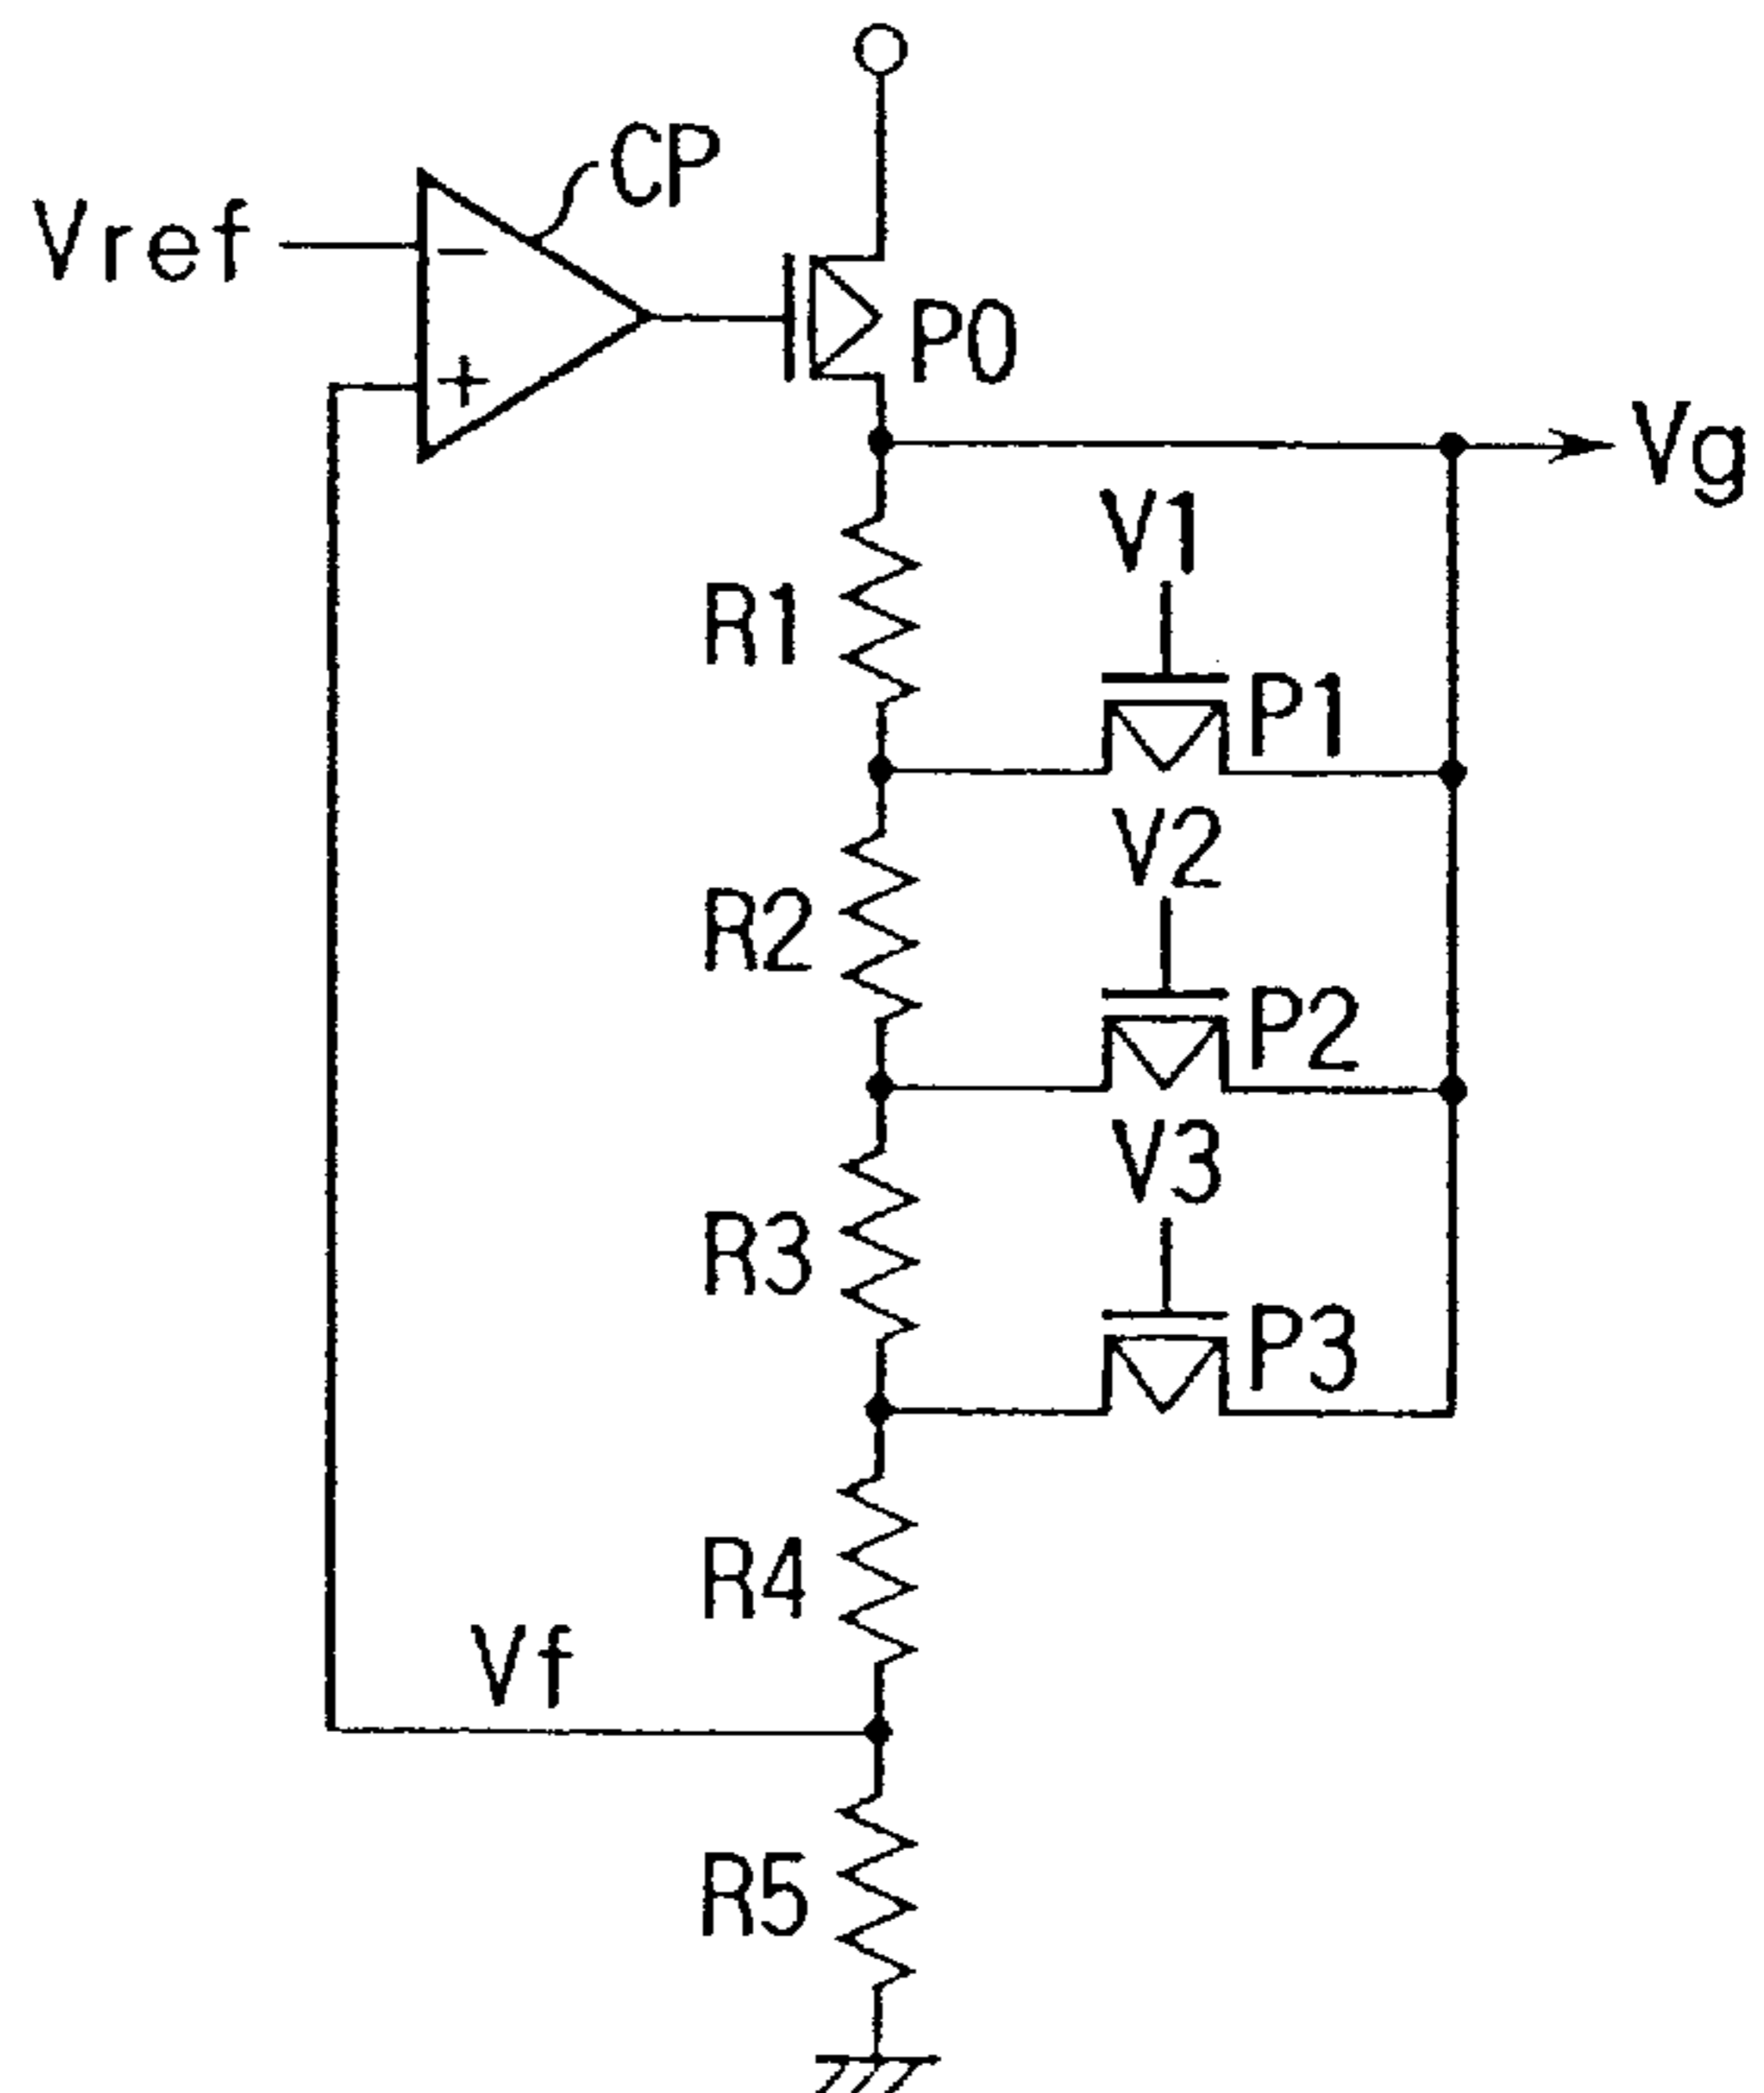 CP
Vref
−
+
P0
Vg
V1
R1
P1
V2
R2
P2
V3
R3
P3
R4
Vf
R5